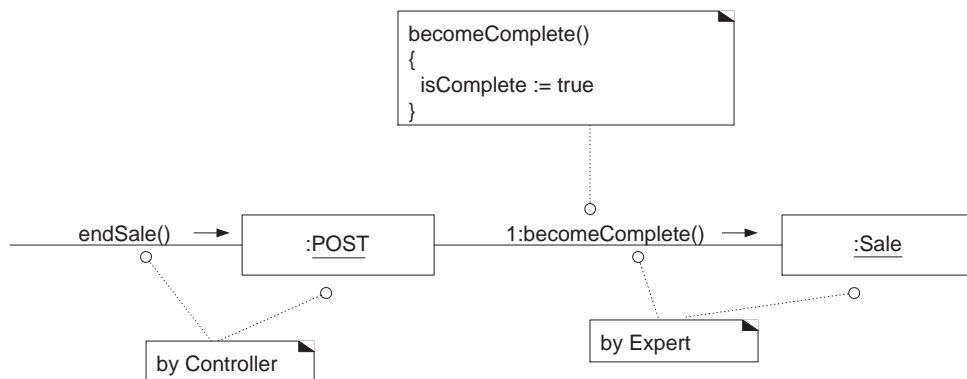 becomeComplete()
{
isComplete := true
}
endSale()
:POST
1:becomeComplete()
:Sale
by Controller
by Expert